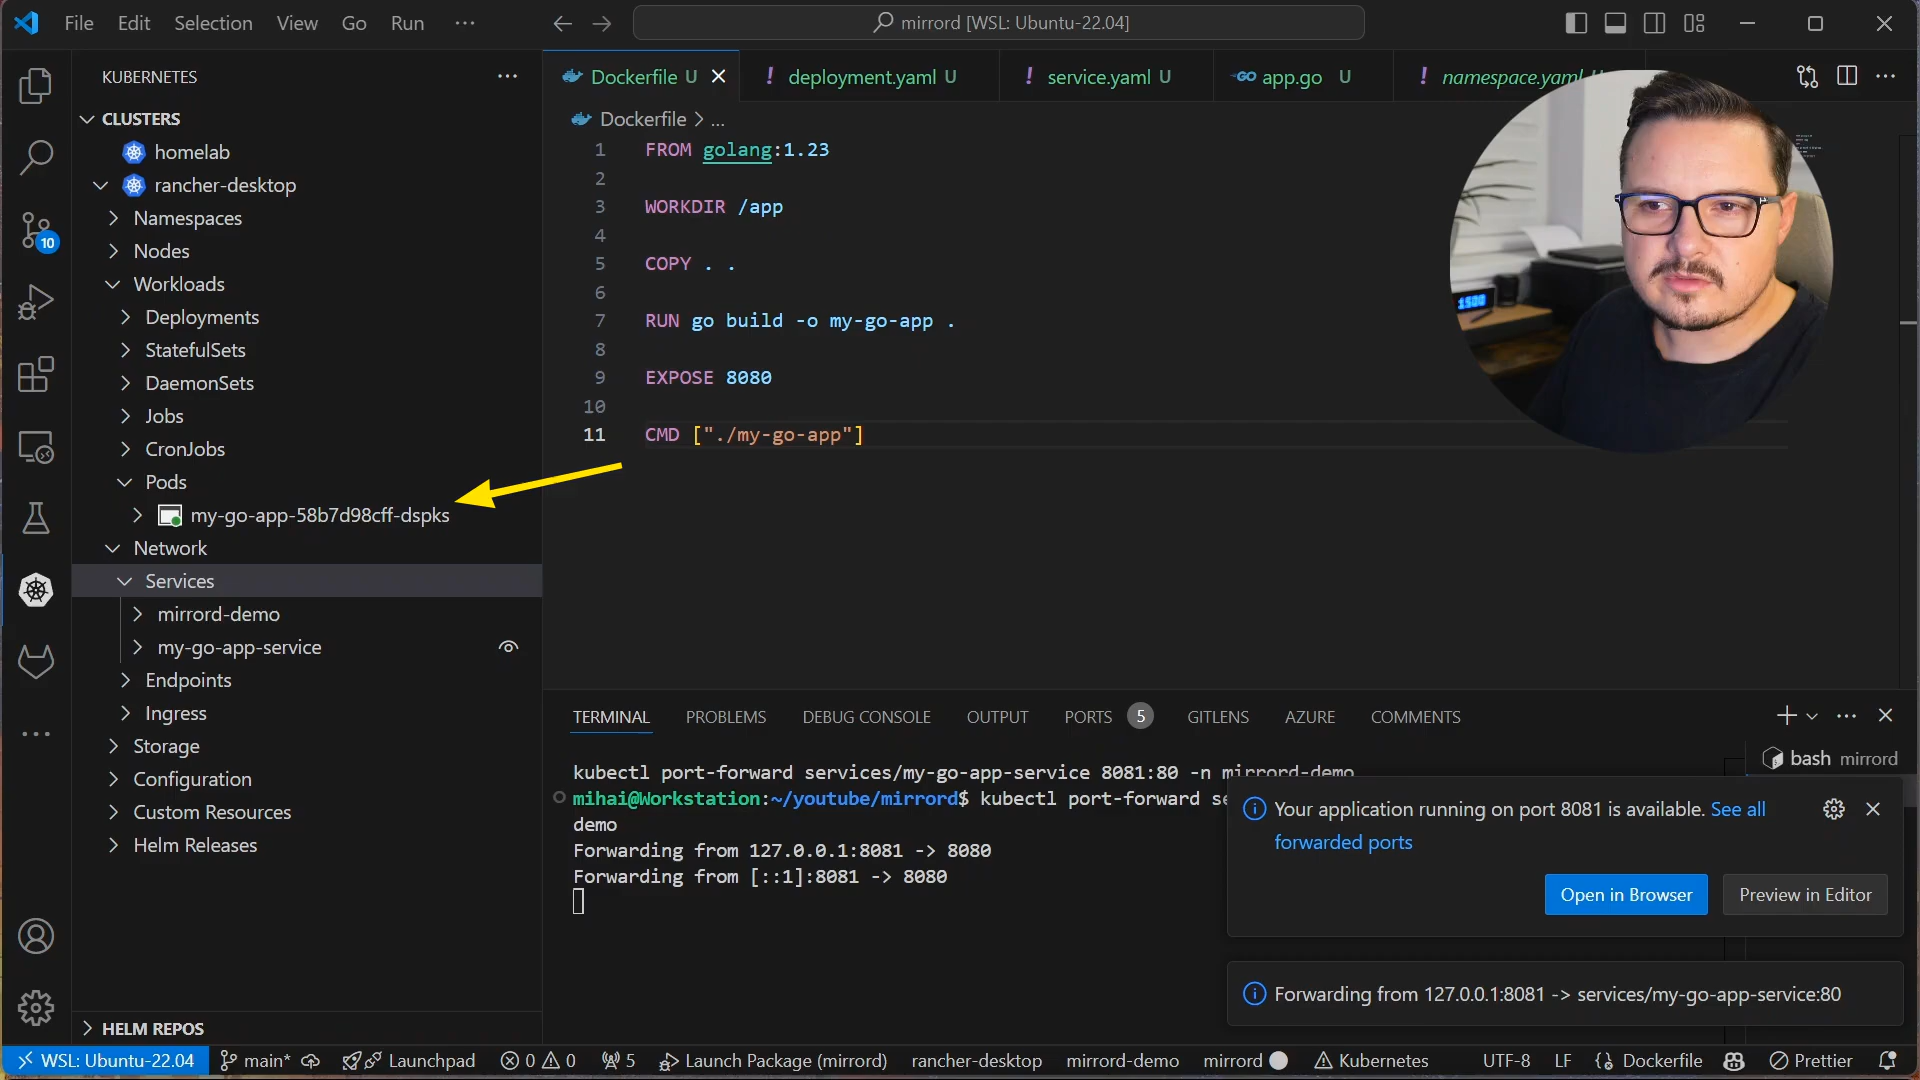 File Edit Selection View Go Run ···
mirrord [WSL: Ubuntu-22.04]
KUBERNETES
CLUSTERS
homelab
rancher-desktop
Namespaces
Nodes
Workloads
Deployments
StatefulSets
DaemonSets
Jobs
CronJobs
Pods
my-go-app-58b7d98cff-dspks
Network
Services
mirrord-demo
my-go-app-service
Endpoints
Ingress
Storage
Configuration
Custom Resources
Helm Releases
HELM REPOS
10
Dockerfile U
! deployment.yaml U
! service.yaml U
GO app.go U
! namespace.yaml
Dockerfile > ...
1 FROM golang:1.23
2
3 WORKDIR /app
4
5 COPY . .
6
7 RUN go build -o my-go-app .
8
9 EXPOSE 8080
10
11 CMD ["./my-go-app"]
1500
TERMINAL PROBLEMS DEBUG CONSOLE OUTPUT PORTS 5 GITLENS AZURE COMMENTS
bash mirrord
kubectl port-forward services/my-go-app-service 8081:80 -n mirrord-demo
mihai@Workstation:~/youtube/mirrord$ kubectl port-forward
demo
Forwarding from 127.0.0.1:8081 -> 8080
Forwarding from [::1]:8081 -> 8080
Your application running on port 8081 is available. See all
forwarded ports
Open in Browser
Preview in Editor
Forwarding from 127.0.0.1:8081 -> services/my-go-app-service:80
WSL: Ubuntu-22.04 main* Launchpad 0 0 5 Launch Package (mirrord) rancher-desktop mirrord-demo mirrord Kubernetes UTF-8 LF {} Dockerfile Prettier